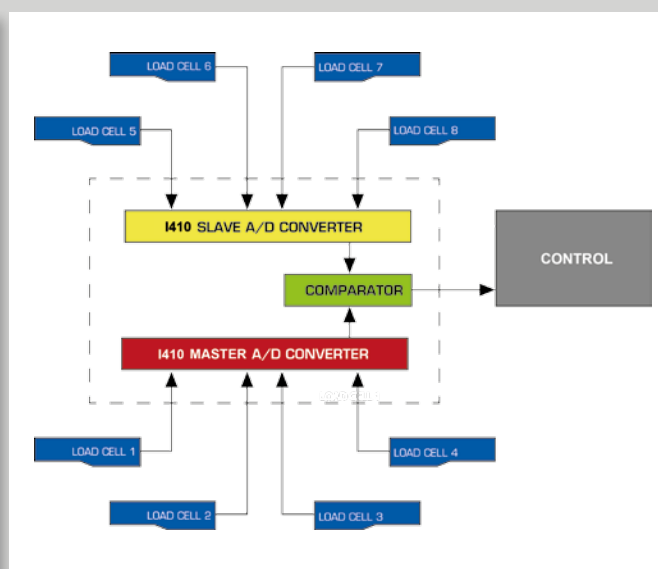 LOAD CELL 6
LOAD CELL 7
LOAD CELL 5
LOAD CELL 8
I410 SLAVE A/D CONVERTER
CONTROL
COMPARATOR
I410 MASTER A/D CONVERTER
LOAD CELL 1
LOAD CELL 4
LOAD CELL 2
LOAD CELL 3